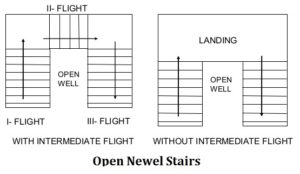 II- FLIGHT
LANDING
OPEN
WELL
OPEN
WELL
I- FLIGHT
III- FLIGHT
WITH INTERMEDIATE FLIGHT
WITHOUT INTERMEDIATE FLIGHT
Open Newel Stairs